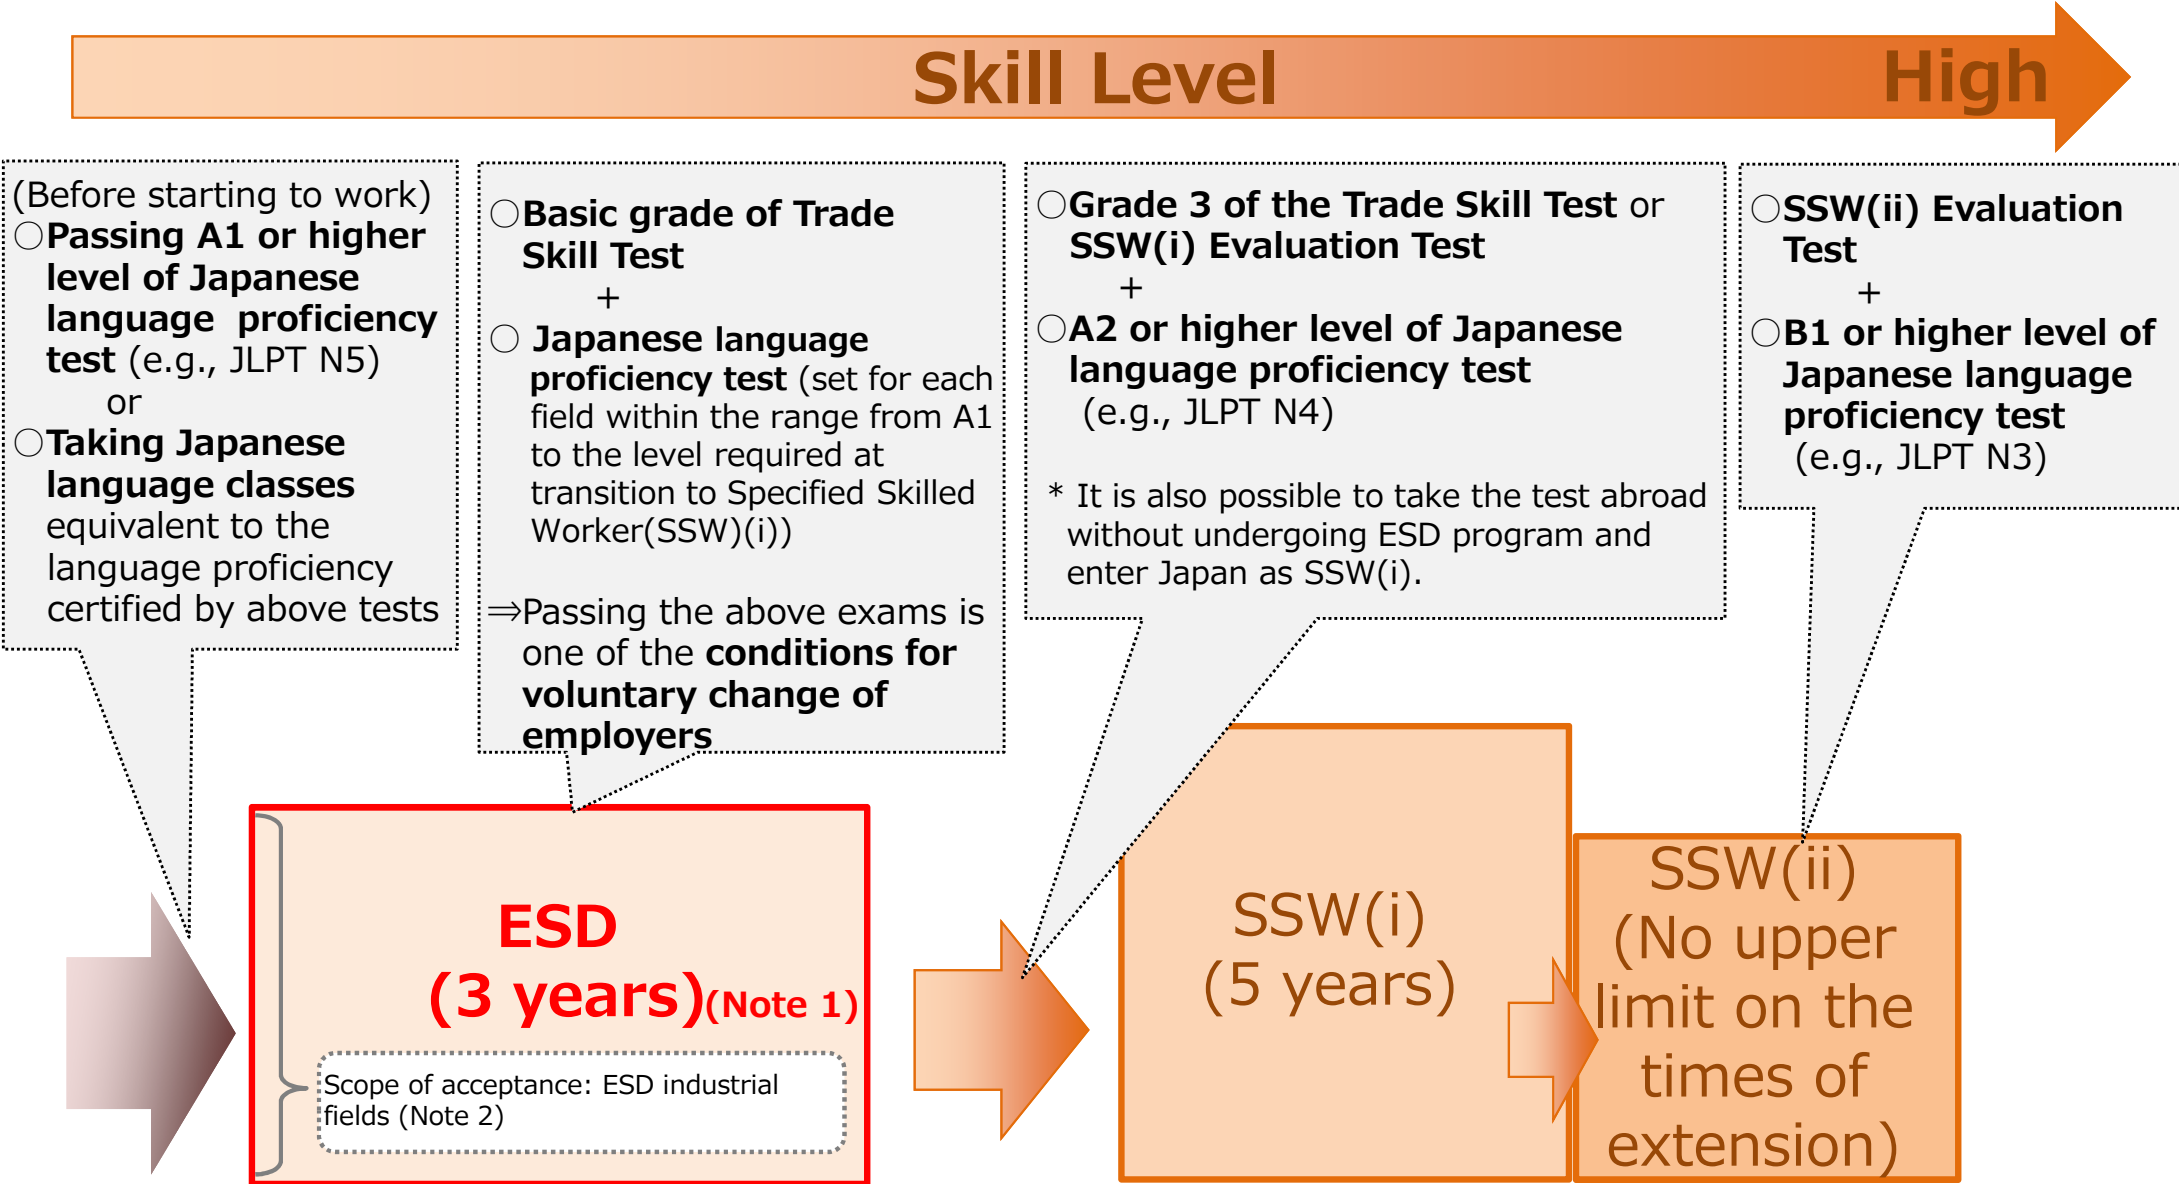 Skill Level
High
(Before starting to work)
○Passing A1 or higher
level of Japanese
language proficiency
test (e.g., JLPT N5)
or
○Taking Japanese
language classes
equivalent to the
language proficiency
certified by above tests
○Basic grade of Trade
Skill Test
+
○ Japanese language
proficiency test (set for each
field within the range from A1
to the level required at
transition to Specified Skilled
Worker(SSW)(i))
⇒Passing the above exams is
one of the conditions for
voluntary change of
employers
○Grade 3 of the Trade Skill Test or
SSW(i) Evaluation Test
+
○A2 or higher level of Japanese
language proficiency test
(e.g., JLPT N4)
* It is also possible to take the test abroad
without undergoing ESD program and
enter Japan as SSW(i).
○SSW(ii) Evaluation
Test
+
○B1 or higher level of
Japanese language
proficiency test
(e.g., JLPT N3)
ESD
(3 years)(Note 1)
Scope of acceptance: ESD industrial
fields (Note 2)
SSW(i)
(5 years)
SSW(ii)
(No upper
limit on the
times of
extension)